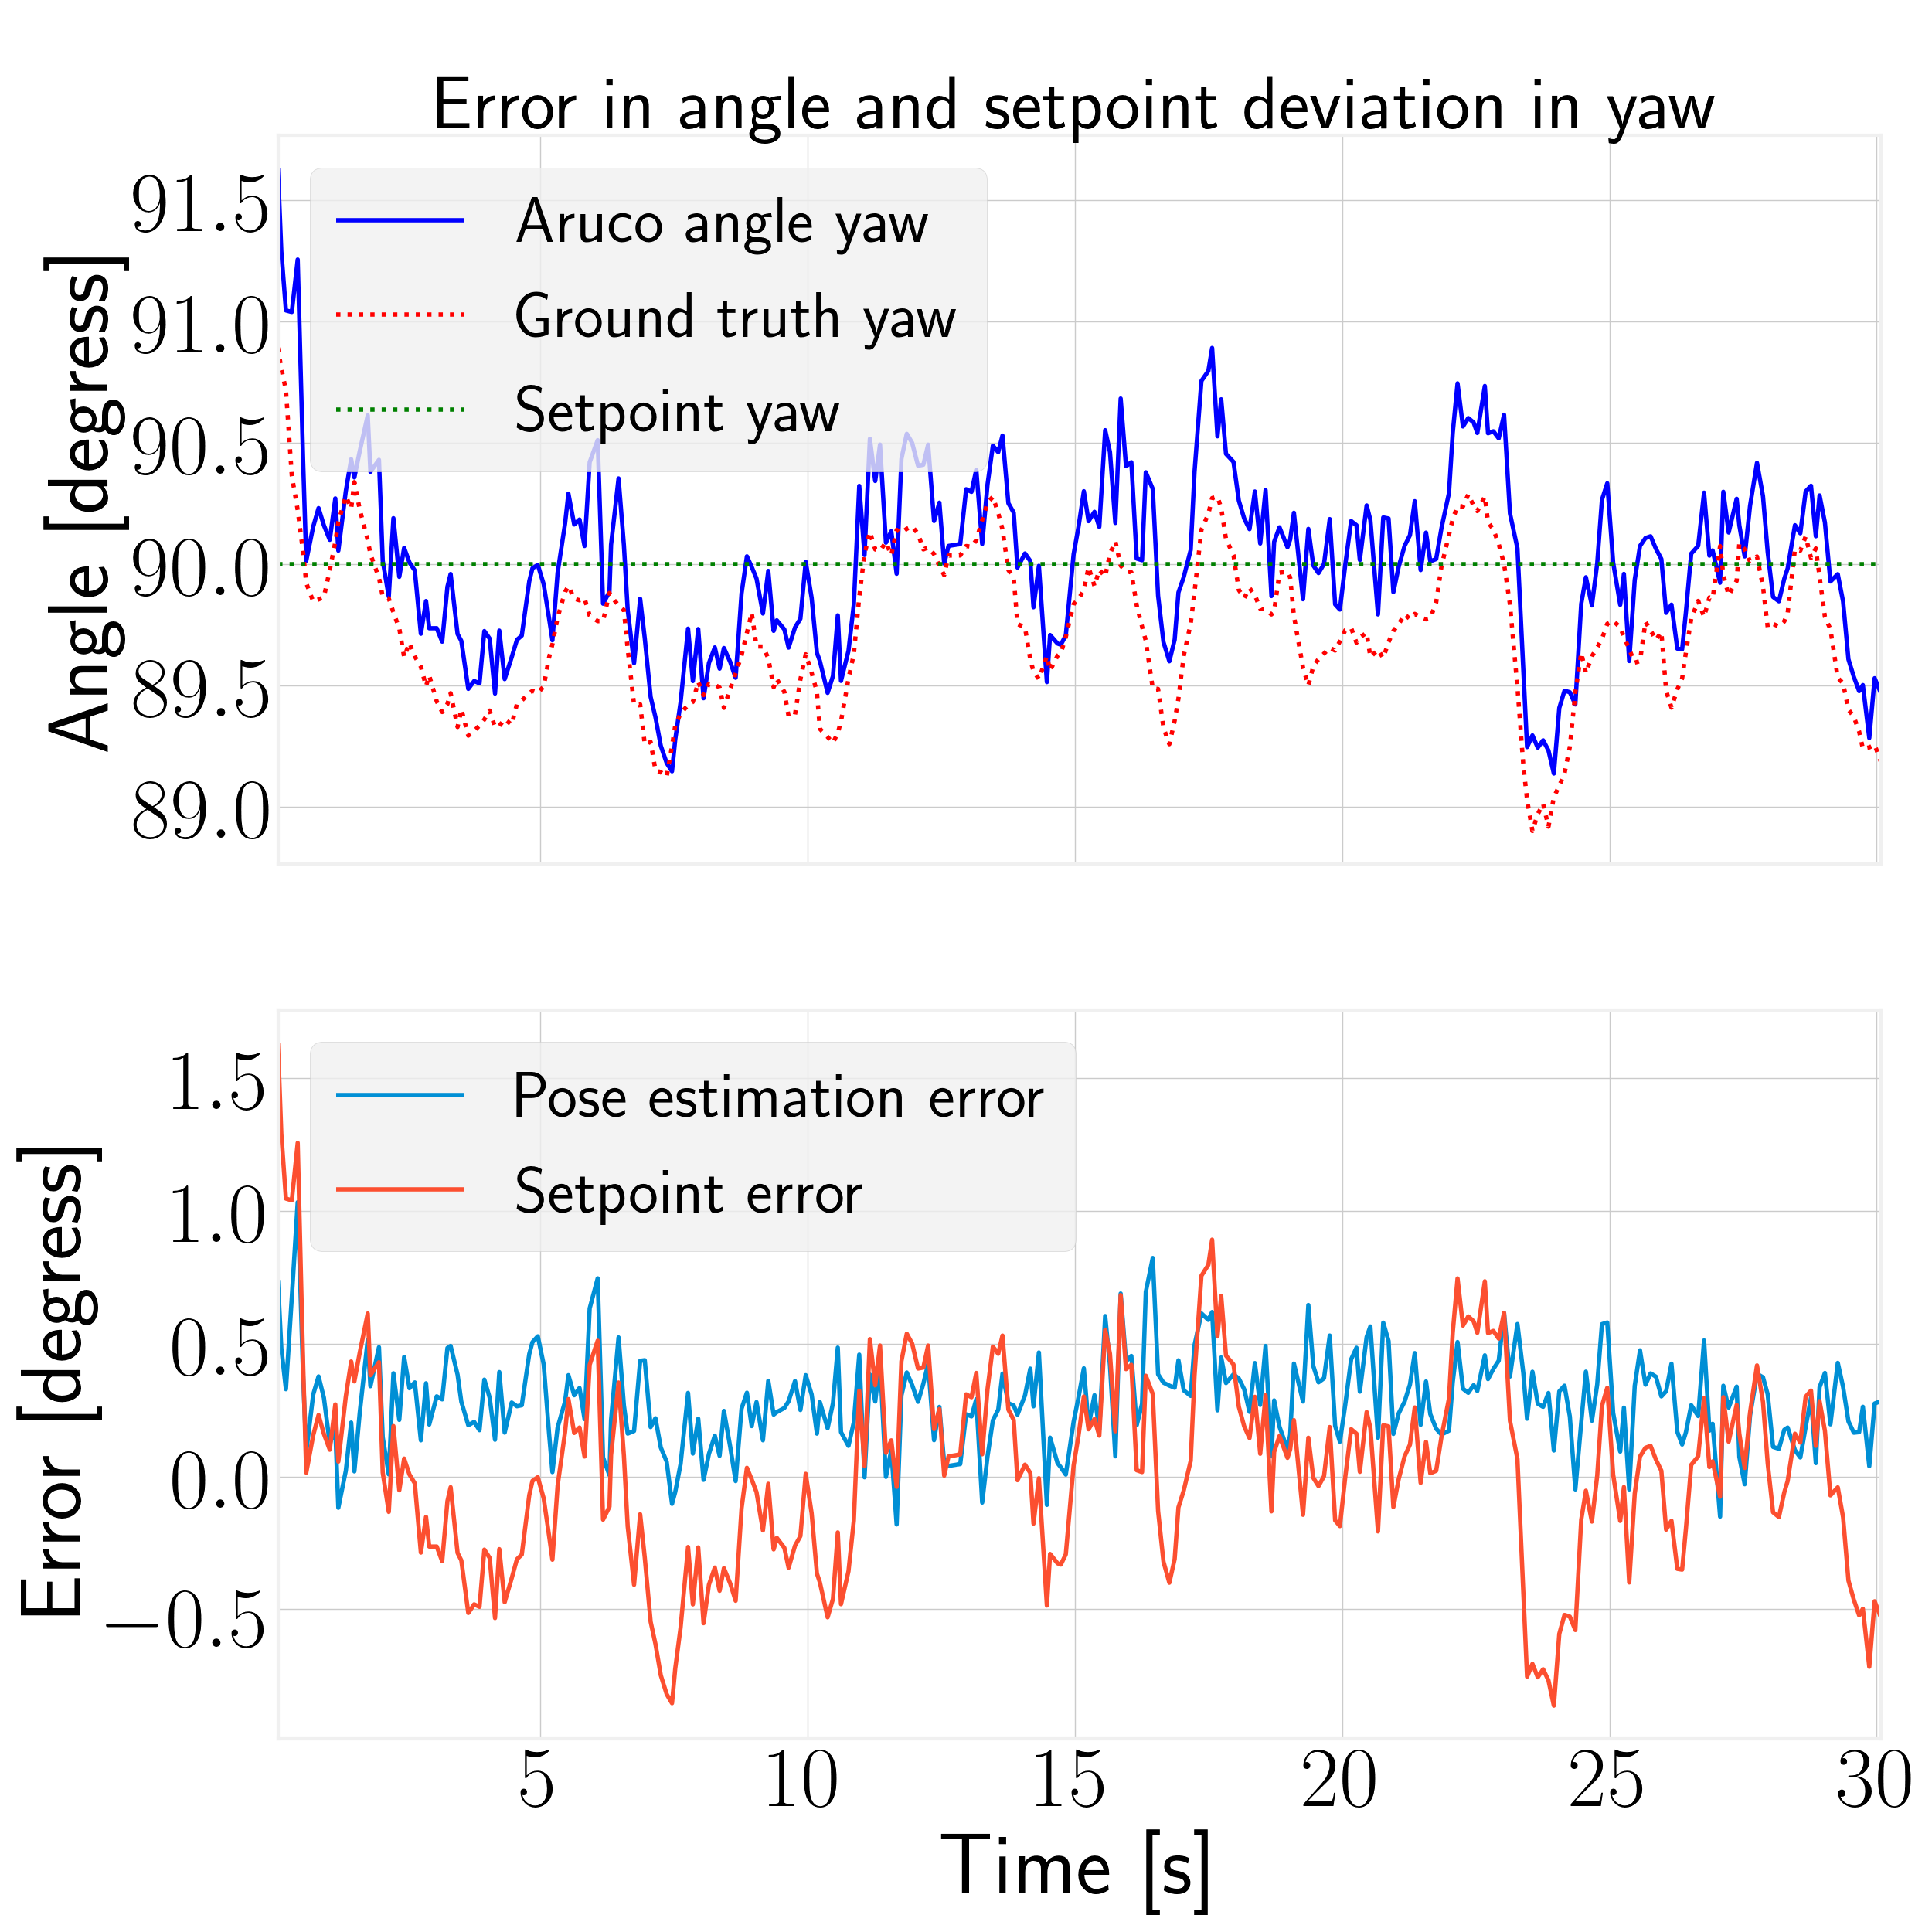 Error in angle and setpoint deviation in yaw
Angle [degress]
91.5
91.0
90.5
90.0
89.5
89.0
Aruco angle yaw
Ground truth yaw
Setpoint yaw
Error [degress]
1.5
1.0
0.5
0.0
−0.5
Pose estimation error
Setpoint error
5 10 15 20 25 30
Time [s]